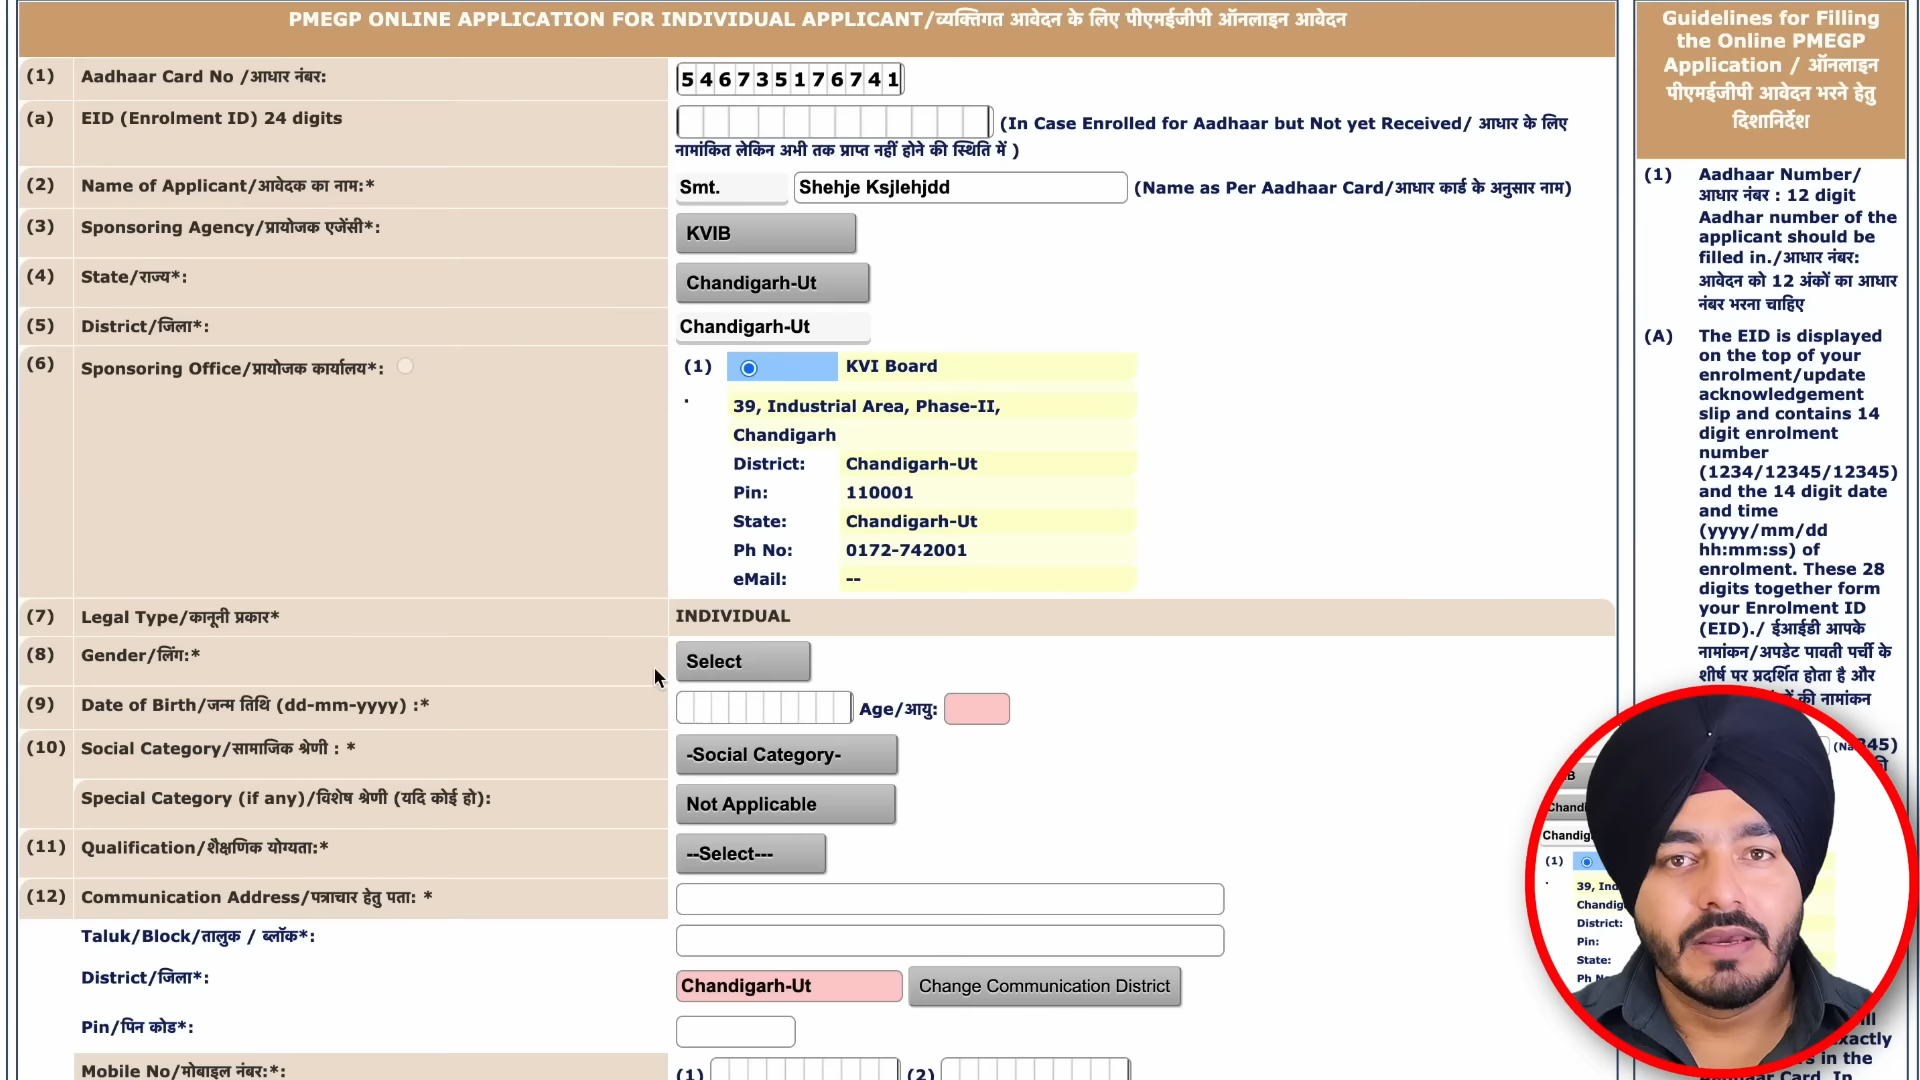 PMEGP ONLINE APPLICATION FOR INDIVIDUAL APPLICANT/व्यक्तिगत आवेदन के लिए पीएमईजीपी ऑनलाइन आवेदन
(1) Aadhaar Card No /आधार नंबर: 546735176741
(a) EID (Enrolment ID) 24 digits (In Case Enrolled for Aadhaar but Not yet Received/ आधार के लिए
नामांकित लेकिन अभी तक प्राप्त नहीं होने की स्थिति में )
(2) Name of Applicant/आवेदक का नाम:* Smt. Shehje Ksjlehjdd (Name as Per Aadhaar Card/आधार कार्ड के अनुसार नाम)
(3) Sponsoring Agency/प्रायोजक एजेंसी*: KVIB
(4) State/राज्य*: Chandigarh-Ut
(5) District/जिला*: Chandigarh-Ut
(6) Sponsoring Office/प्रायोजक कार्यालय*: (1) KVI Board
. 39, Industrial Area, Phase-II,
Chandigarh
District: Chandigarh-Ut
Pin: 110001
State: Chandigarh-Ut
Ph No: 0172-742001
eMail: --
(7) Legal Type/कानूनी प्रकार* INDIVIDUAL
(8) Gender/लिंग:* Select
(9) Date of Birth/जन्म तिथि (dd-mm-yyyy) :* Age/आयु:
(10) Social Category/सामाजिक श्रेणी : * -Social Category-
Special Category (if any)/विशेष श्रेणी (यदि कोई हो): Not Applicable
(11) Qualification/शैक्षणिक योग्यता:* --Select---
(12) Communication Address/पत्राचार हेतु पता: *
Taluk/Block/तालुक / ब्लॉक*:
District/जिला*: Chandigarh-Ut Change Communication District
Pin/पिन कोड*:
Mobile No/मोबाइल नंबर:*: (1) (2)
Guidelines for Filling
the Online PMEGP
Application / ऑनलाइन
पीएमईजीपी आवेदन भरने हेतु
दिशानिर्देश
(1) Aadhaar Number/
आधार नंबर : 12 digit
Aadhar number of the
applicant should be
filled in./आधार नंबर:
आवेदन को 12 अंकों का आधार
नंबर भरना चाहिए
(A) The EID is displayed
on the top of your
enrolment/update
acknowledgement
slip and contains 14
digit enrolment
number
(1234/12345/12345)
and the 14 digit date
and time
(yyyy/mm/dd
hh:mm:ss) of
enrolment. These 28
digits together form
your Enrolment ID
(EID)./ ईआईडी आपके
नामांकन/अपडेट पावती पर्ची के
शीर्ष पर प्रदर्शित होता है और
की नामांकन
345)
(1)
.
39,
District:
Pin:
State:
Ph
in the
Card. In